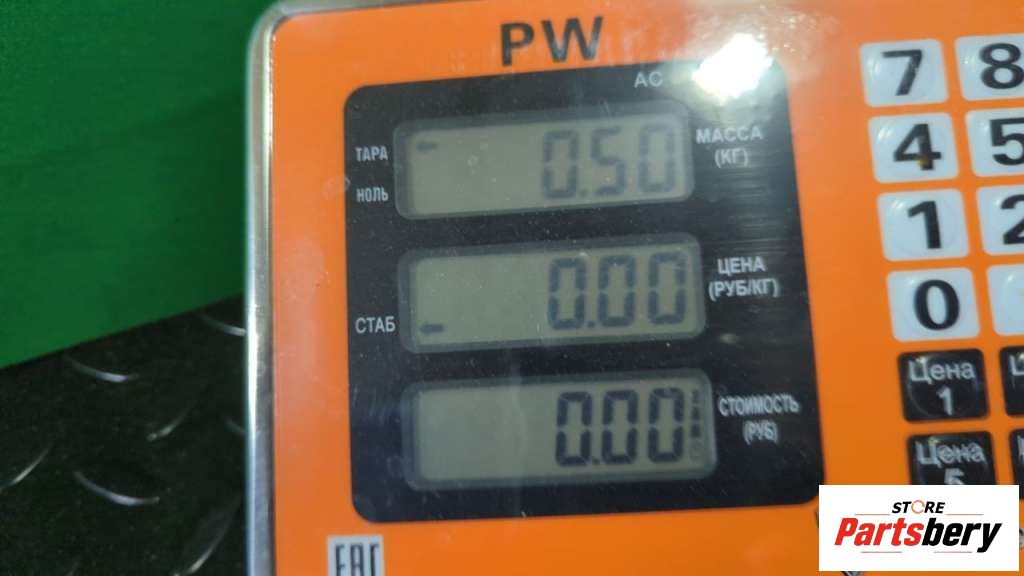 PW
AC
7 8
ТАРА 0.50 МАССА
(КГ)
НОЛЬ
4 5
1 2
ЦЕНА
0.00 (РУБ/КГ)
СТАБ
0
Цена
1
0.00 СТОИМОСТЬ
(РУБ)
Цена
5
EAC
STORE
Partsbery